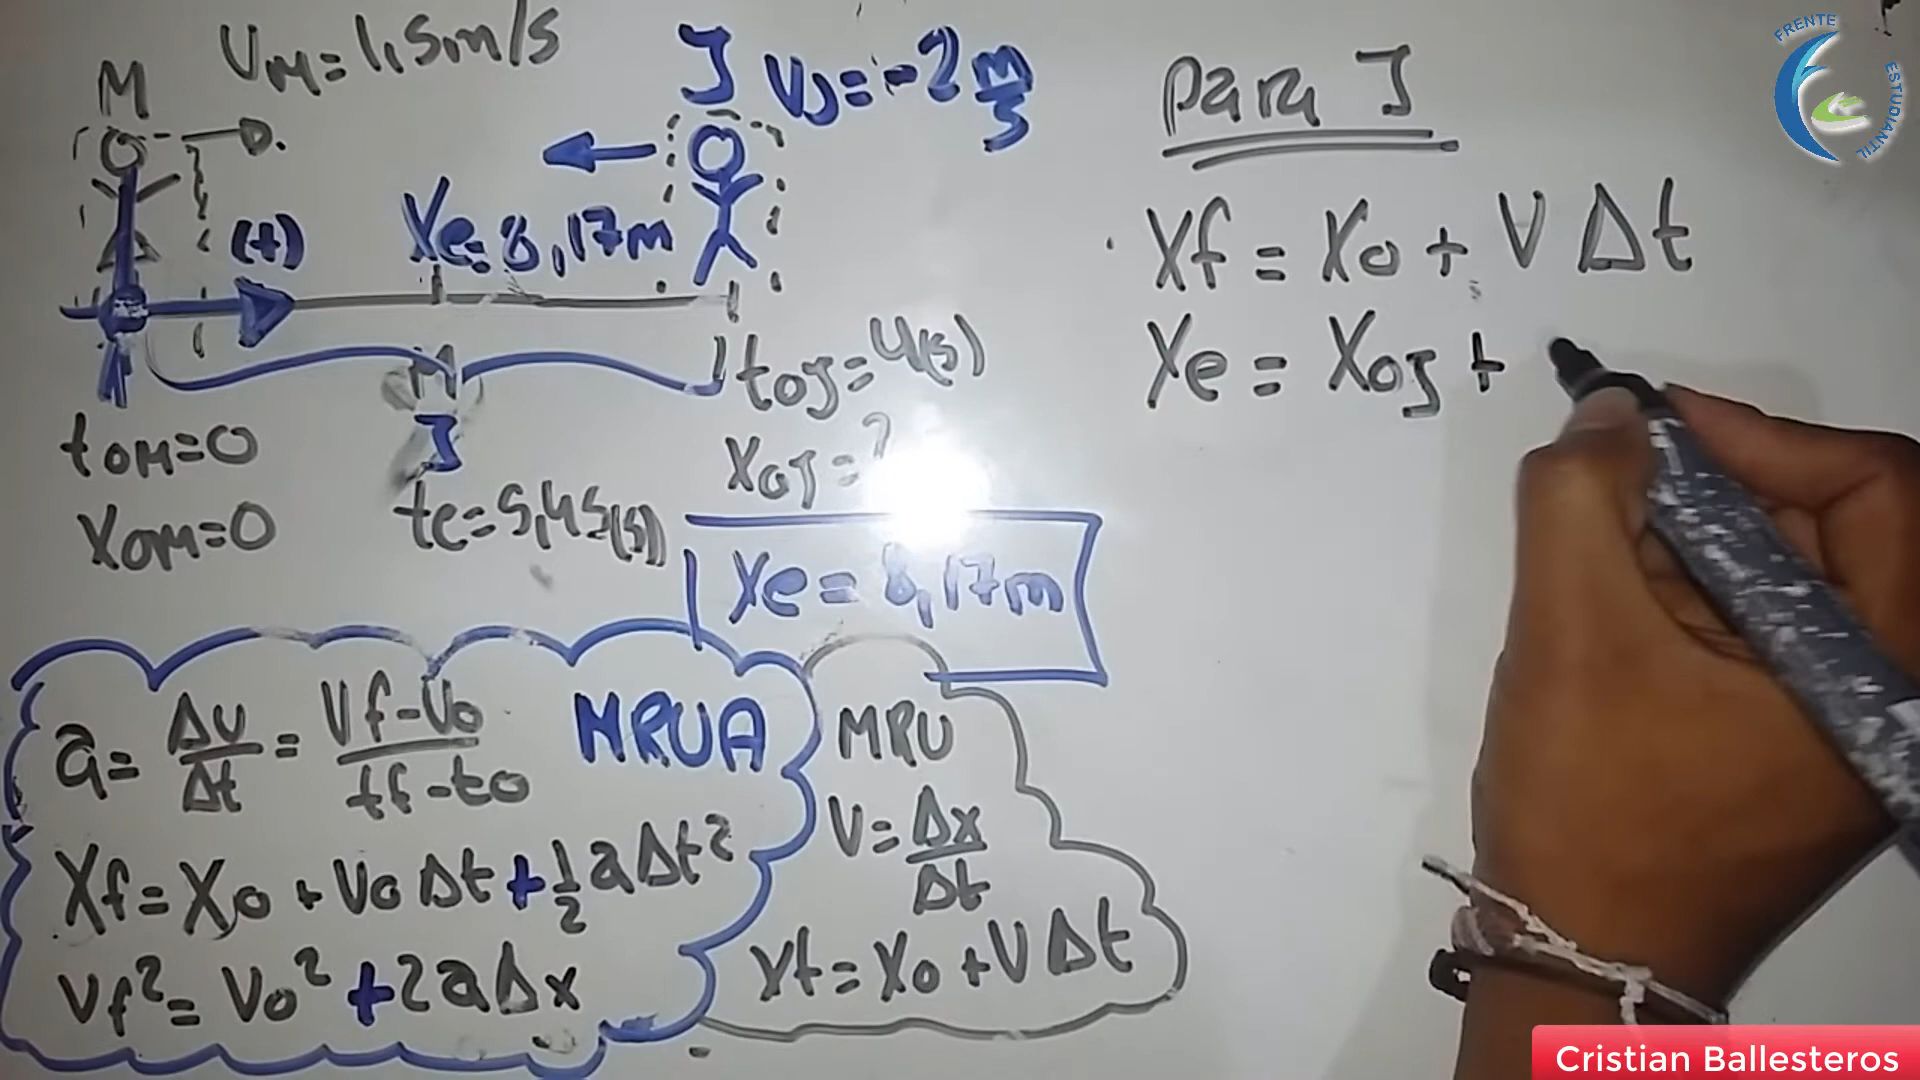 M
VM=1,5m/s
J
VJ=-2 m/s
(+)
Xe=8,17m
M
J
toM=0
XoM=0
te=5,45(s)
toJ=4(s)
XoJ=?
Xe=8,17m
a=Δv/Δt=Vf-Vo/tf-to
MRUA
Xf=Xo+VoΔt+1/2aΔt²
Vf²=Vo²+2aΔx
MRU
V=Δx/Δt
Xf=Xo+VΔt
para J
Xf=Xo+VΔt
Xe=XoJ+
FRENTE ESTUDIANTIL
Cristian Ballesteros